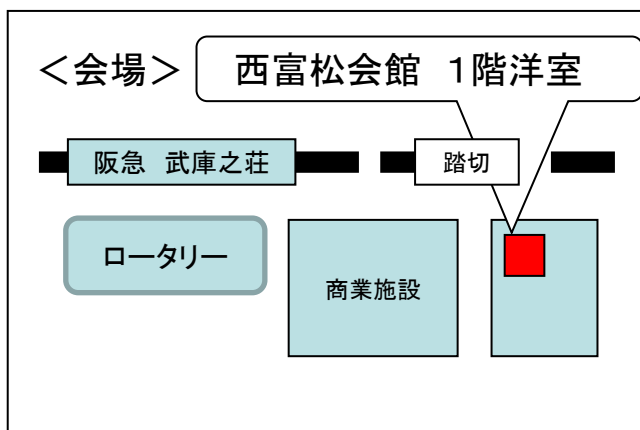 ＜会場＞ 西富松会館 １階洋室
阪急 武庫之荘
踏切
ロータリー
商業施設